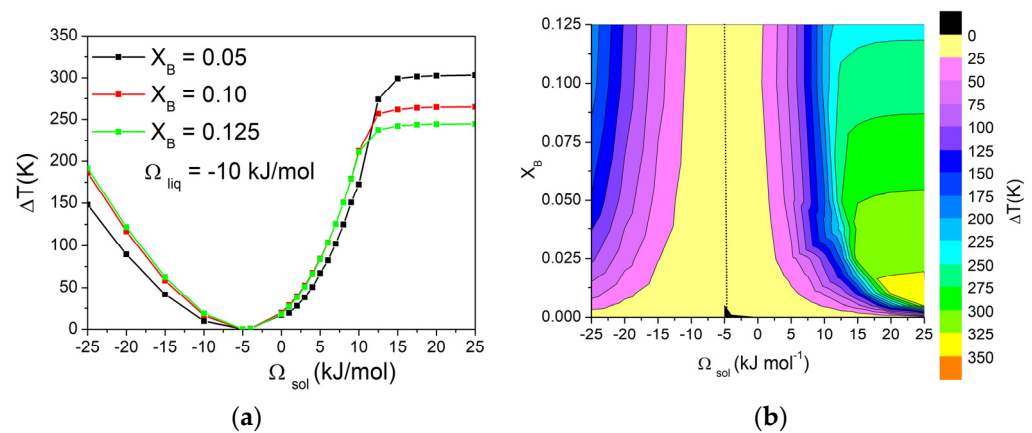 ΔT(K)
350
300
250
200
150
100
50
0
X_B = 0.05
X_B = 0.10
X_B = 0.125
Ω_liq = -10 kJ/mol
-25 -20 -15 -10 -5 0 5 10 15 20 25
Ω_sol (kJ/mol)
(a)
X_B
0.125
0.100
0.075
0.050
0.025
0.000
-25 -20 -15 -10 -5 0 5 10 15 20 25
Ω_sol (kJ mol⁻¹)
0
25
50
75
100
125
150
175
200
225
250
275
300
325
350
ΔT(K)
(b)